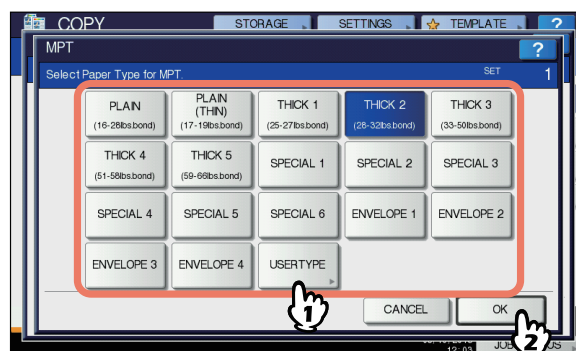 COPY STORAGE SETTINGS TEMPLATE ?
MPT ?
Select Paper Type for MPT. SET 1
PLAIN PLAIN THICK 1 THICK 2 THICK 3
(16-28lbs.bond) (THIN) (25-27lbs.bond) (28-32lbs.bond) (33-50lbs.bond)
(17-19lbs.bond)
THICK 4 THICK 5 SPECIAL 1 SPECIAL 2 SPECIAL 3
(51-58lbs.bond) (59-66lbs.bond)
SPECIAL 4 SPECIAL 5 SPECIAL 6 ENVELOPE 1 ENVELOPE 2
ENVELOPE 3 ENVELOPE 4 USERTYPE
1
CANCEL OK
2
12:03 JOB